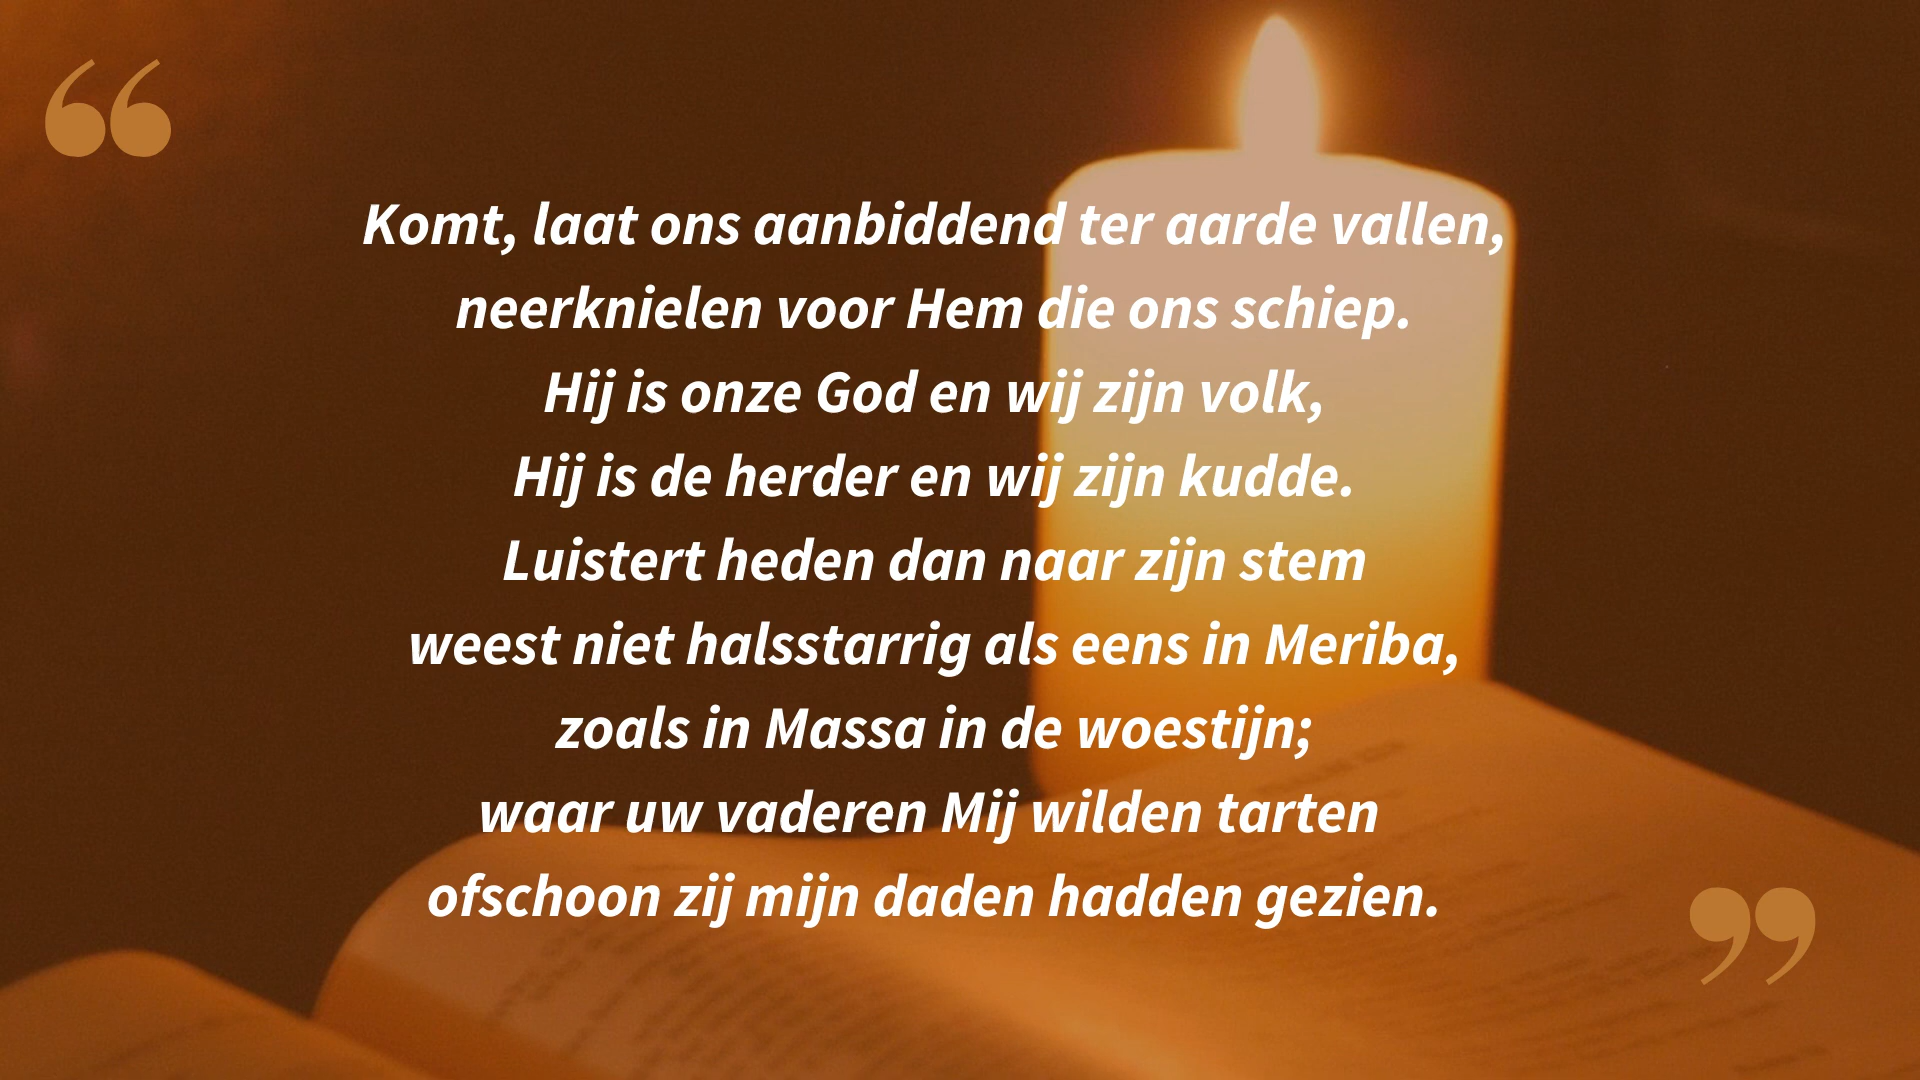 “
Komt, laat ons aanbiddend ter aarde vallen,
neerknielen voor Hem die ons schiep.
Hij is onze God en wij zijn volk,
Hij is de herder en wij zijn kudde.
Luistert heden dan naar zijn stem
weest niet halsstarrig als eens in Meriba,
zoals in Massa in de woestijn;
waar uw vaderen Mij wilden tarten
ofschoon zij mijn daden hadden gezien.
”